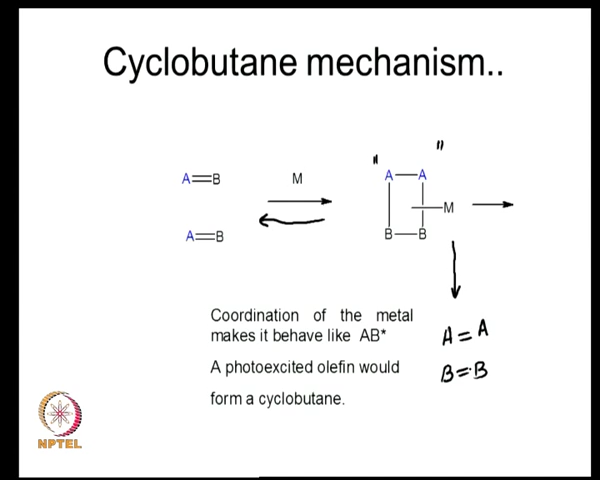 Cyclobutane mechanism..
" "
A=B M A—A
—M
A=B B—B
Coordination of the metal
makes it behave like AB*
A = A
A photoexcited olefin would
B = B
form a cyclobutane.
NPTEL